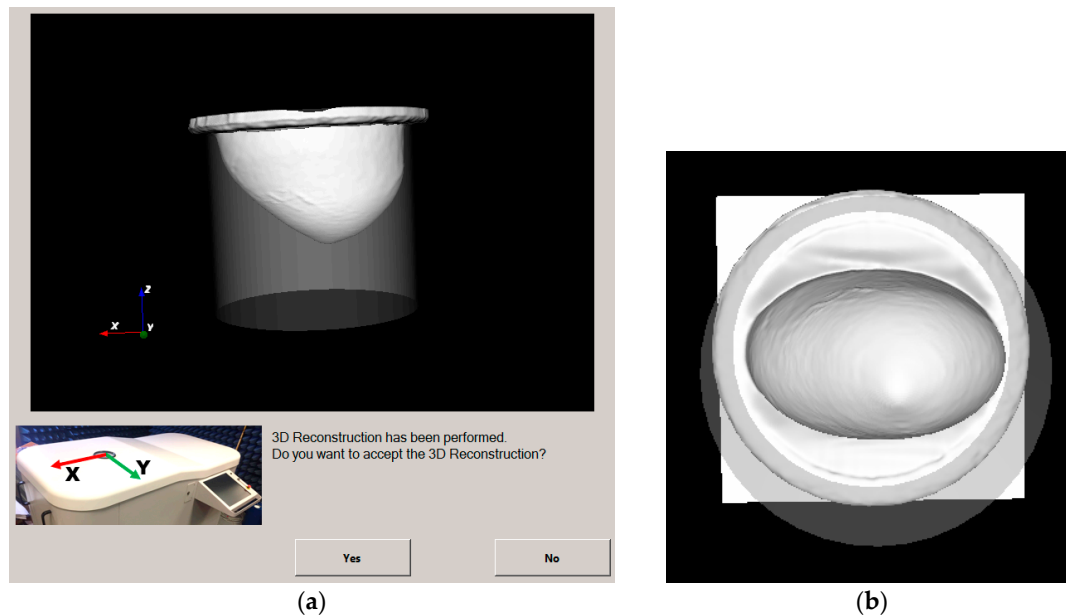 z
x
Y
X
Y
3D Reconstruction has been performed.
Do you want to accept the 3D Reconstruction?
Yes
No
(a)
(b)